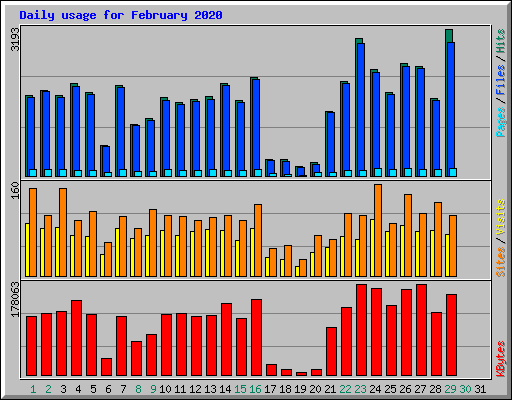 Daily usage for February 2020
3193
Pages / Files / Hits
160
Sites / Visits
178063
KBytes
1 2 3 4 5 6 7 8 9 10 11 12 13 14 15 16 17 18 19 20 21 22 23 24 25 26 27 28 29 30 31